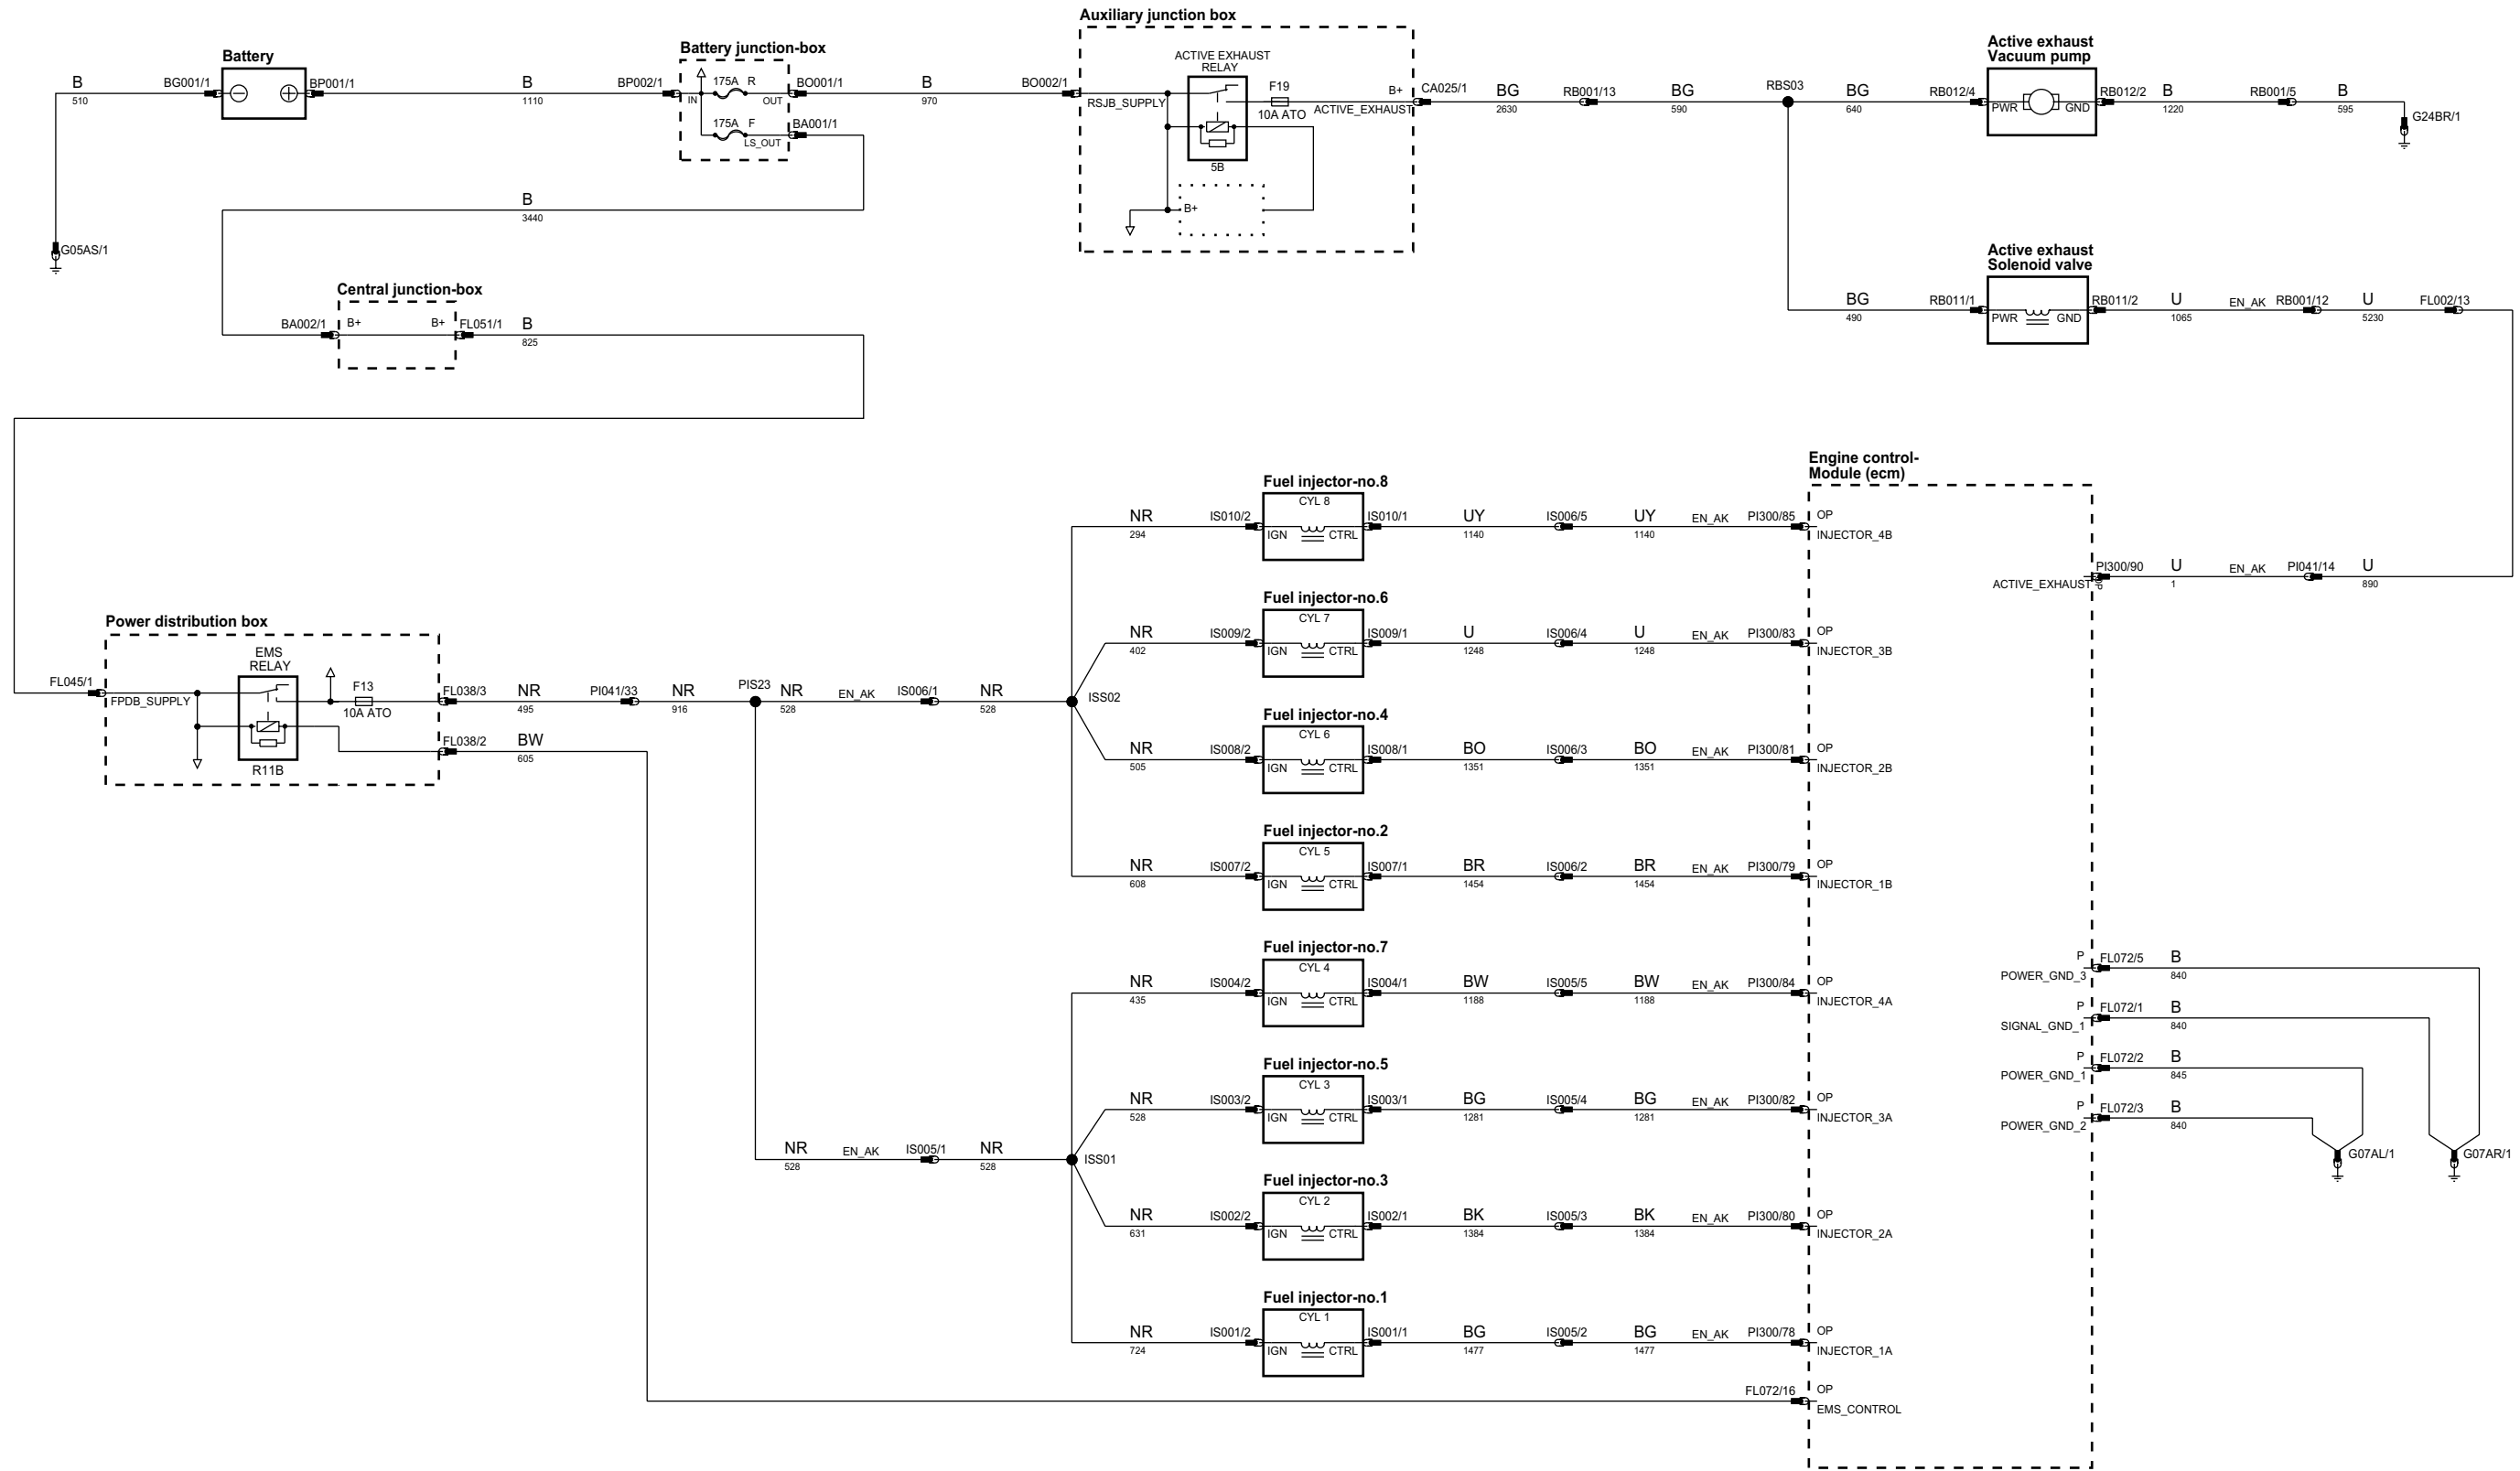 Auxiliary junction box
Battery
Battery junction-box
Active exhaust
Vacuum pump
ACTIVE EXHAUST
RELAY
B
510
BG001/1
BP001/1
B
1110
BP002/1
IN
175A R
OUT
BO001/1
B
970
BO002/1
RSJB_SUPPLY
F19
10A ATO
B+
ACTIVE_EXHAUST
CA025/1
BG
2630
RB001/13
BG
590
RBS03
BG
640
RB012/4
PWR
GND
RB012/2
B
1220
RB001/5
B
595
G24BR/1
175A F
LS_OUT
BA001/1
5B
B+
B
3440
G05AS/1
Active exhaust
Solenoid valve
BG
490
RB011/1
PWR
GND
RB011/2
U
1065
EN_AK
RB001/12
U
5230
FL002/13
Central junction-box
BA002/1
B+
B+
FL051/1
B
825
Engine control-
Module (ecm)
Fuel injector-no.8
CYL 8
NR
294
IS010/2
IGN
CTRL
IS010/1
UY
1140
IS006/5
UY
1140
EN_AK
PI300/85
OP
INJECTOR_4B
ACTIVE_EXHAUST
OP
PI300/90
U
1
EN_AK
PI041/14
U
890
Fuel injector-no.6
CYL 7
NR
402
IS009/2
IGN
CTRL
IS009/1
U
1248
IS006/4
U
1248
EN_AK
PI300/83
OP
INJECTOR_3B
Power distribution box
EMS
RELAY
FL045/1
FPDB_SUPPLY
F13
10A ATO
R11B
FL038/3
NR
495
PI041/33
NR
916
PIS23
NR
528
EN_AK
IS006/1
NR
528
ISS02
FL038/2
BW
605
Fuel injector-no.4
CYL 6
NR
505
IS008/2
IGN
CTRL
IS008/1
BO
1351
IS006/3
BO
1351
EN_AK
PI300/81
OP
INJECTOR_2B
Fuel injector-no.2
CYL 5
NR
608
IS007/2
IGN
CTRL
IS007/1
BR
1454
IS006/2
BR
1454
EN_AK
PI300/79
OP
INJECTOR_1B
Fuel injector-no.7
CYL 4
NR
435
IS004/2
IGN
CTRL
IS004/1
BW
1188
IS005/5
BW
1188
EN_AK
PI300/84
OP
INJECTOR_4A
P
POWER_GND_3
FL072/5
B
840
P
SIGNAL_GND_1
FL072/1
B
840
P
POWER_GND_1
FL072/2
B
845
P
POWER_GND_2
FL072/3
B
840
G07AL/1
G07AR/1
Fuel injector-no.5
CYL 3
NR
528
IS003/2
IGN
CTRL
IS003/1
BG
1281
IS005/4
BG
1281
EN_AK
PI300/82
OP
INJECTOR_3A
NR
528
EN_AK
IS005/1
NR
528
ISS01
Fuel injector-no.3
CYL 2
NR
631
IS002/2
IGN
CTRL
IS002/1
BK
1384
IS005/3
BK
1384
EN_AK
PI300/80
OP
INJECTOR_2A
Fuel injector-no.1
CYL 1
NR
724
IS001/2
IGN
CTRL
IS001/1
BG
1477
IS005/2
BG
1477
EN_AK
PI300/78
OP
INJECTOR_1A
FL072/16
OP
EMS_CONTROL